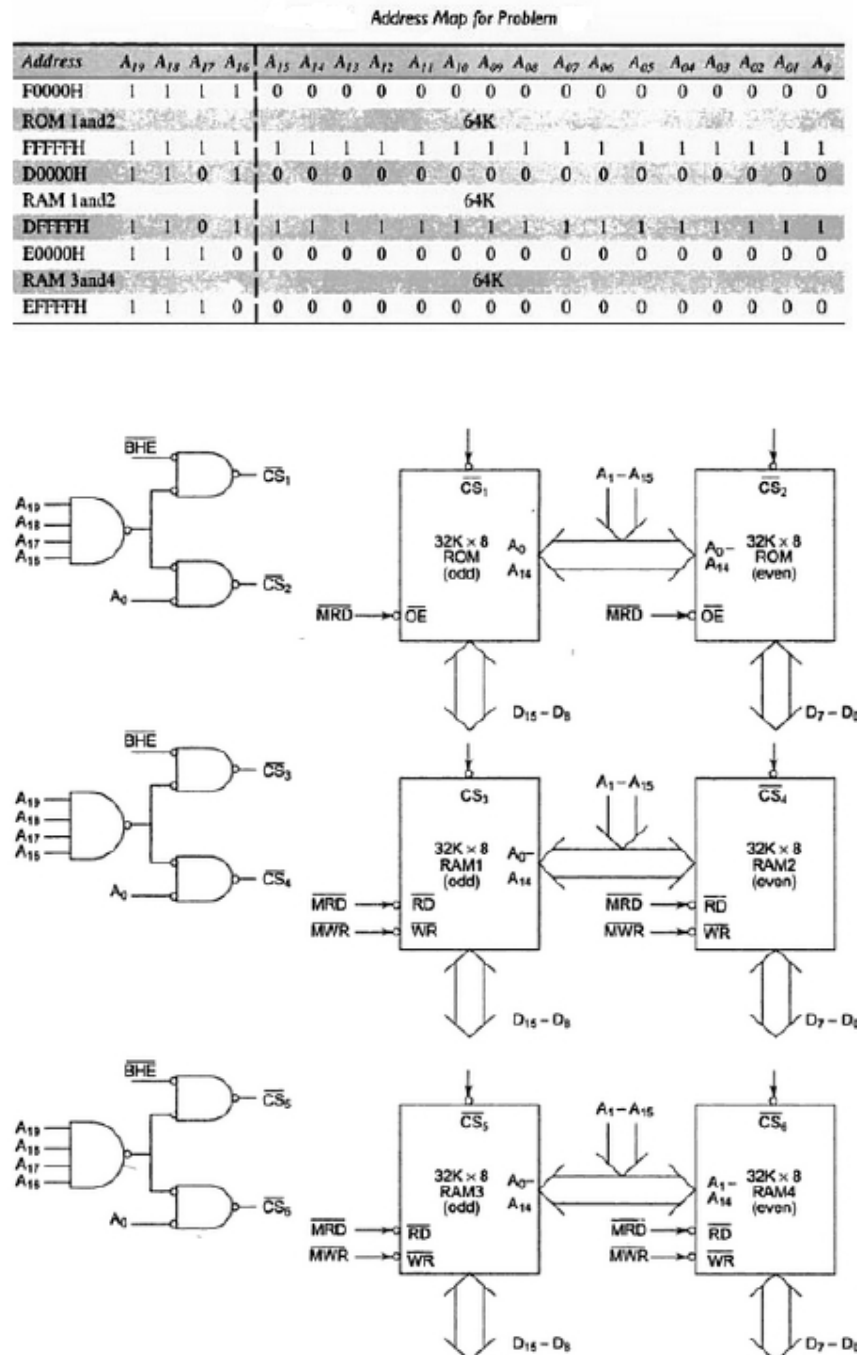 Address Map for Problem
Address A19 A18 A17 A16 A15 A14 A13 A12 A11 A10 A09 A08 A07 A06 A05 A04 A03 A02 A01 A0
F0000H 1 1 1 1 0 0 0 0 0 0 0 0 0 0 0 0 0 0 0 0
ROM 1and2 64K
FFFFFH 1 1 1 1 1 1 1 1 1 1 1 1 1 1 1 1 1 1 1 1
D0000H 1 1 0 1 0 0 0 0 0 0 0 0 0 0 0 0 0 0 0 0
RAM 1and2 64K
DFFFFH 1 1 0 1 1 1 1 1 1 1 1 1 1 1 1 1 1 1 1 1
E0000H 1 1 1 0 0 0 0 0 0 0 0 0 0 0 0 0 0 0 0 0
RAM 3and4 64K
EFFFFH 1 1 1 0 0 0 0 0 0 0 0 0 0 0 0 0 0 0 0 0
BHE
CS1
A19
A18
A17
A0
CS2
CS1
32K × 8
ROM
(odd)
A0
A14
MRD
OE
A1 – A15
CS2
A0–
A14
32K × 8
ROM
(even)
MRD
OE
D15 – D8
D7 – D0
BHE
CS3
A19
A17
A0
CS4
CS3
32K × 8
RAM1
(odd)
A0–
A14
MRD
RD
MWR
WR
A1 – A15
CS4
32K × 8
RAM2
(even)
MRD
RD
MWR
WR
D15 – D8
D7 – D0
BHE
CS5
A19
A17
A0
CS5
32K × 8
RAM3
(odd)
A0–
A14
MRD
RD
MWR
WR
A1 – A15
CS6
A1–
A14
32K × 8
RAM4
(even)
MRD
RD
MWR
WR
D15 – D8
D7 – D0